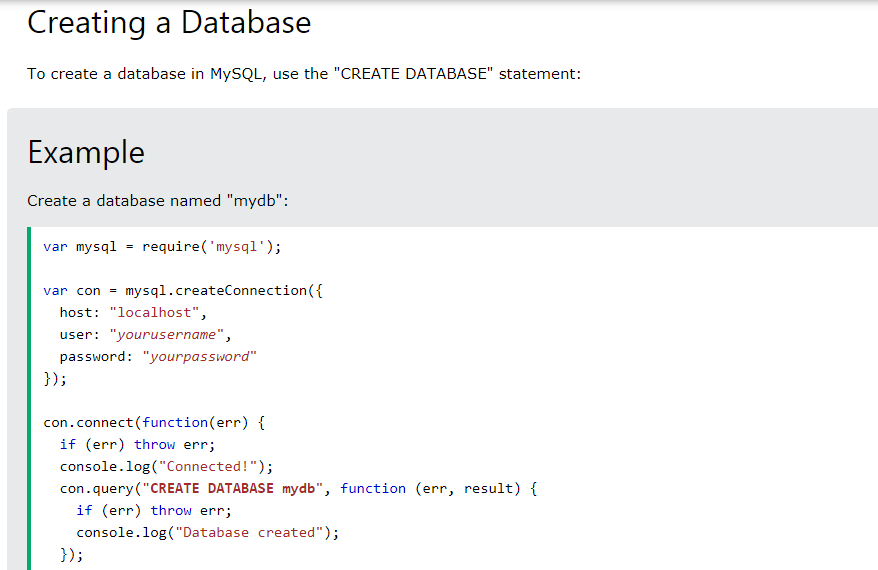 Creating a Database
To create a database in MySQL, use the "CREATE DATABASE" statement:
Example
Create a database named "mydb":
var mysql = require('mysql');
var con = mysql.createConnection({
  host: "localhost",
  user: "yourusername",
  password: "yourpassword"
});
con.connect(function(err) {
  if (err) throw err;
  console.log("Connected!");
  con.query("CREATE DATABASE mydb", function (err, result) {
    if (err) throw err;
    console.log("Database created");
  });